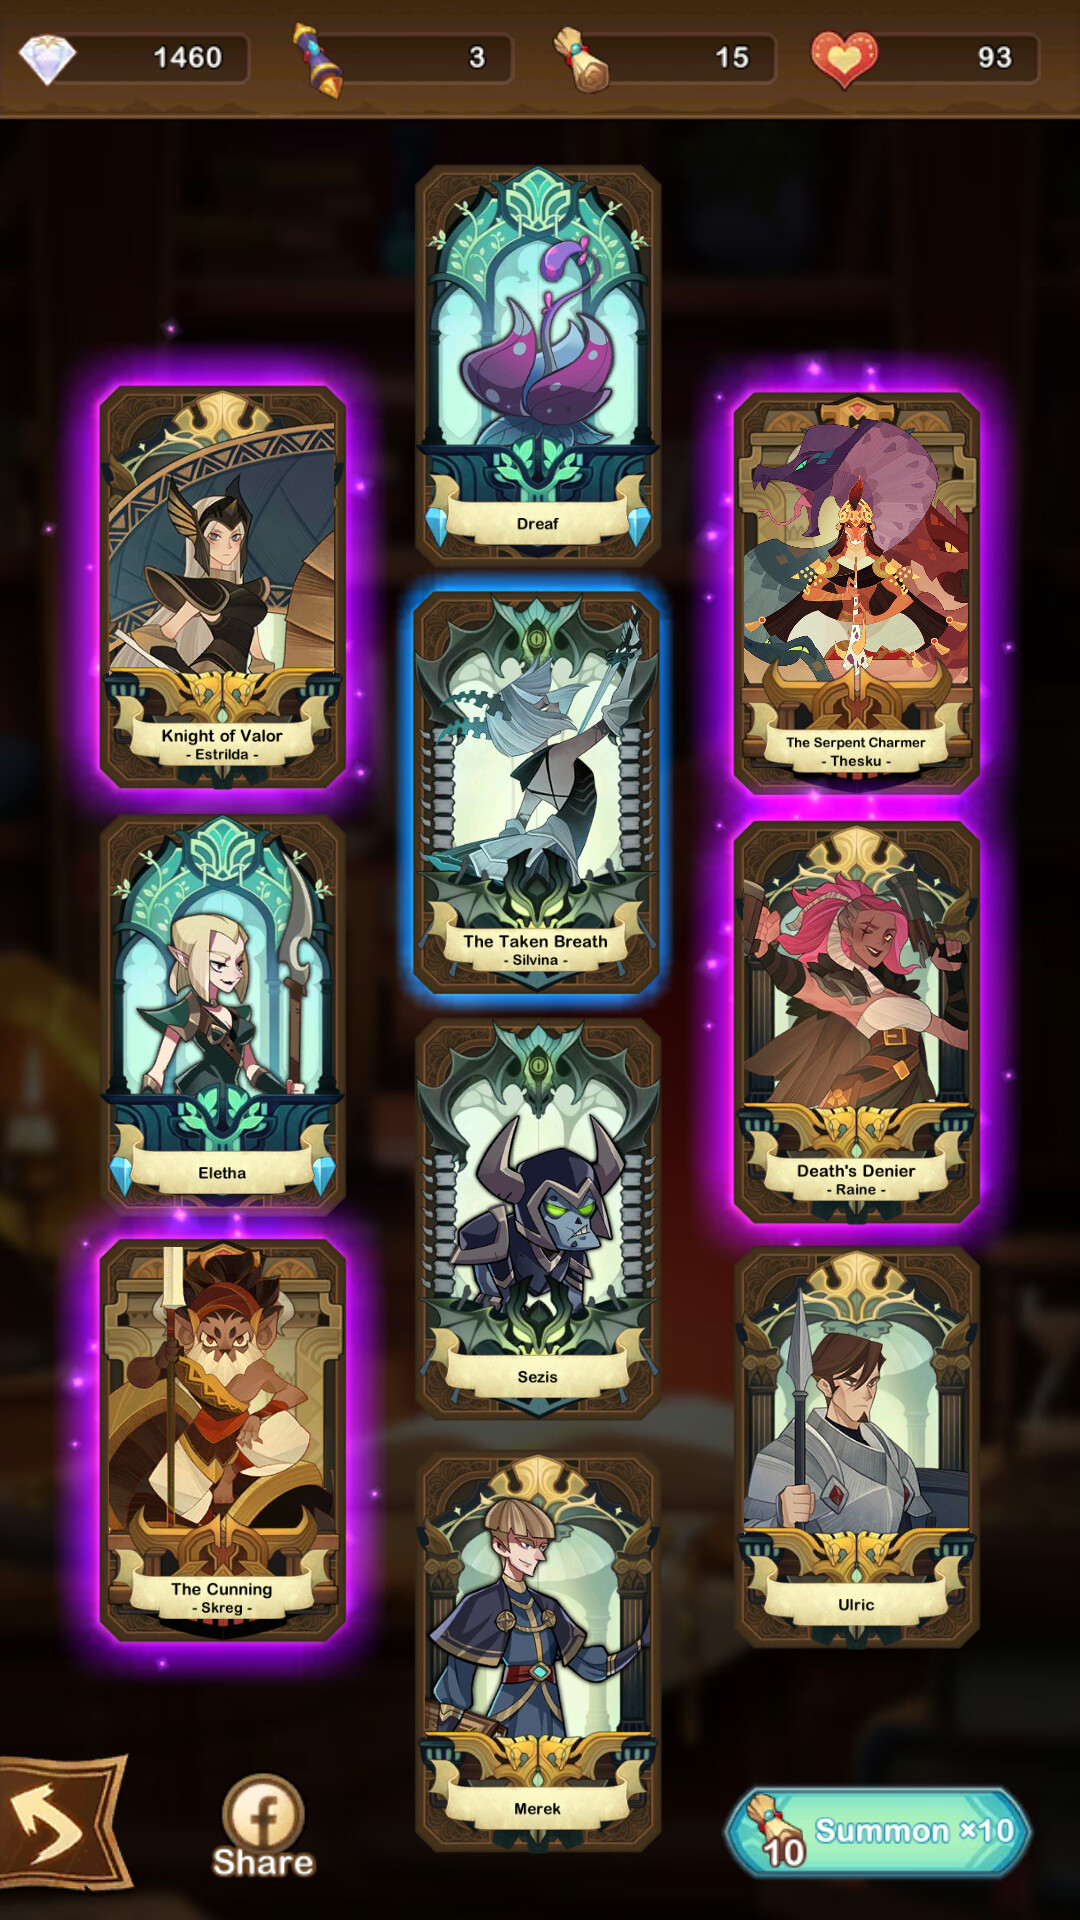 1460
3
15
93
Dreaf
Knight of Valor
- Estrilda -
The Serpent Charmer
- Thesku -
The Taken Breath
- Silvina -
Eletha
Death's Denier
- Raine -
Sezis
The Cunning
- Skreg -
Ulric
Merek
f
Share
10
Summon ×10